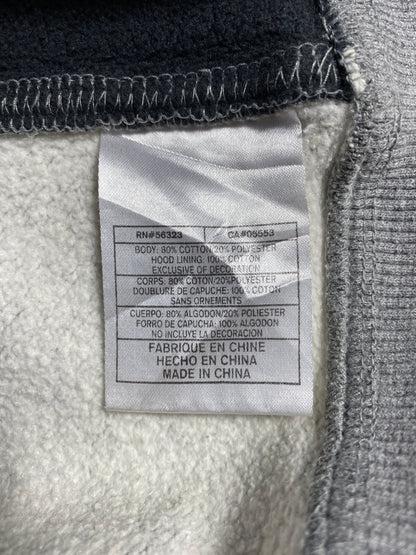 RN#56323 CA#05553
BODY: 80% COTTON/20% POLYESTER
HOOD LINING: 100% COTTON
EXCLUSIVE OF DECORATION
CORPS: 80% COTON/20% POLYESTER
DOUBLURE DE CAPUCHE: 100% COTON
SANS ORNEMENTS
CUERPO: 80% ALGODON/20% POLIESTER
FORRO DE CAPUCHA: 100% ALGODON
NO INCLUYE LA DECORACION
FABRIQUE EN CHINE
HECHO EN CHINA
MADE IN CHINA